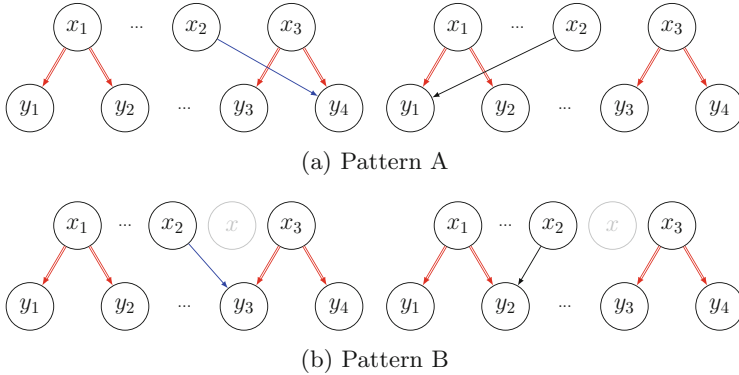 x₁ ... x₂ x₃ x₁ ... x₂ x₃
y₁ y₂ ... y₃ y₄ y₁ y₂ ... y₃ y₄
(a) Pattern A
x₁ ... x₂ x x₃ x₁ ... x₂ x x₃
y₁ y₂ ... y₃ y₄ y₁ y₂ ... y₃ y₄
(b) Pattern B